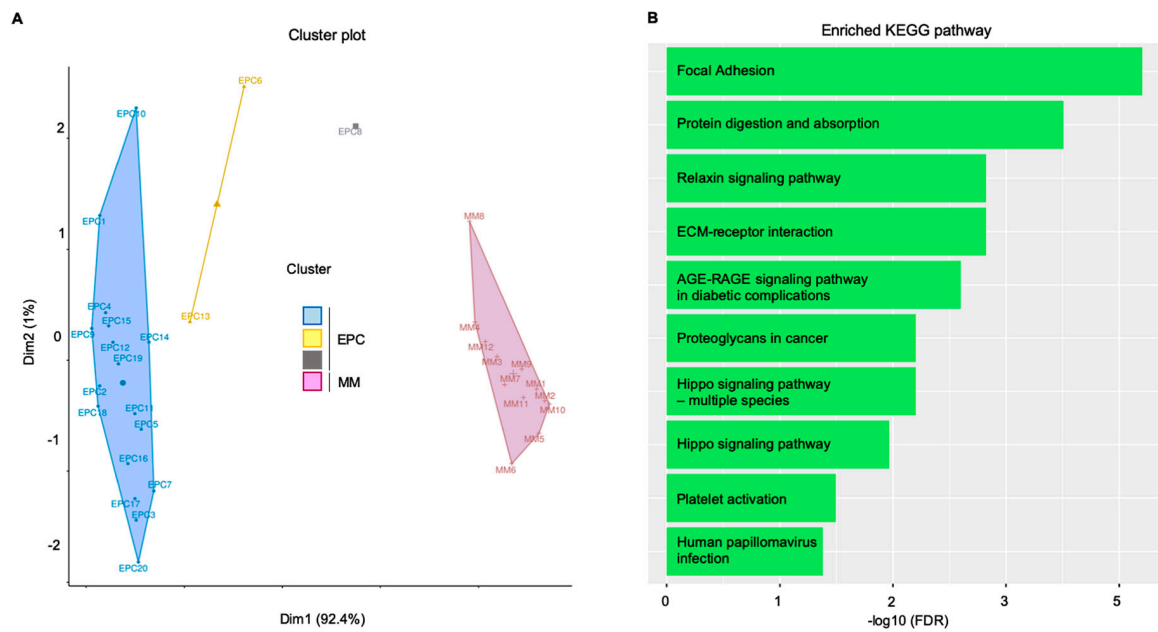 A
Cluster plot
EPC6
EPC10
EPC8
EPC1
MM8
EPC13
EPC4
EPC15
EPC9
EPC14
EPC12
EPC19
EPC2
EPC18
EPC11
EPC5
EPC16
EPC7
EPC17
EPC3
EPC20
MM4
MM12
MM3
MM9
MM7
MM1
MM2
MM11
MM10
MM5
MM6
Cluster
EPC
MM
2
1
0
-1
-2
Dim2 (1%)
Dim1 (92.4%)
B
Enriched KEGG pathway
Focal Adhesion
Protein digestion and absorption
Relaxin signaling pathway
ECM-receptor interaction
AGE-RAGE signaling pathway
in diabetic complications
Proteoglycans in cancer
Hippo signaling pathway
– multiple species
Hippo signaling pathway
Platelet activation
Human papillomavirus
infection
0 1 2 3 5
-log10 (FDR)